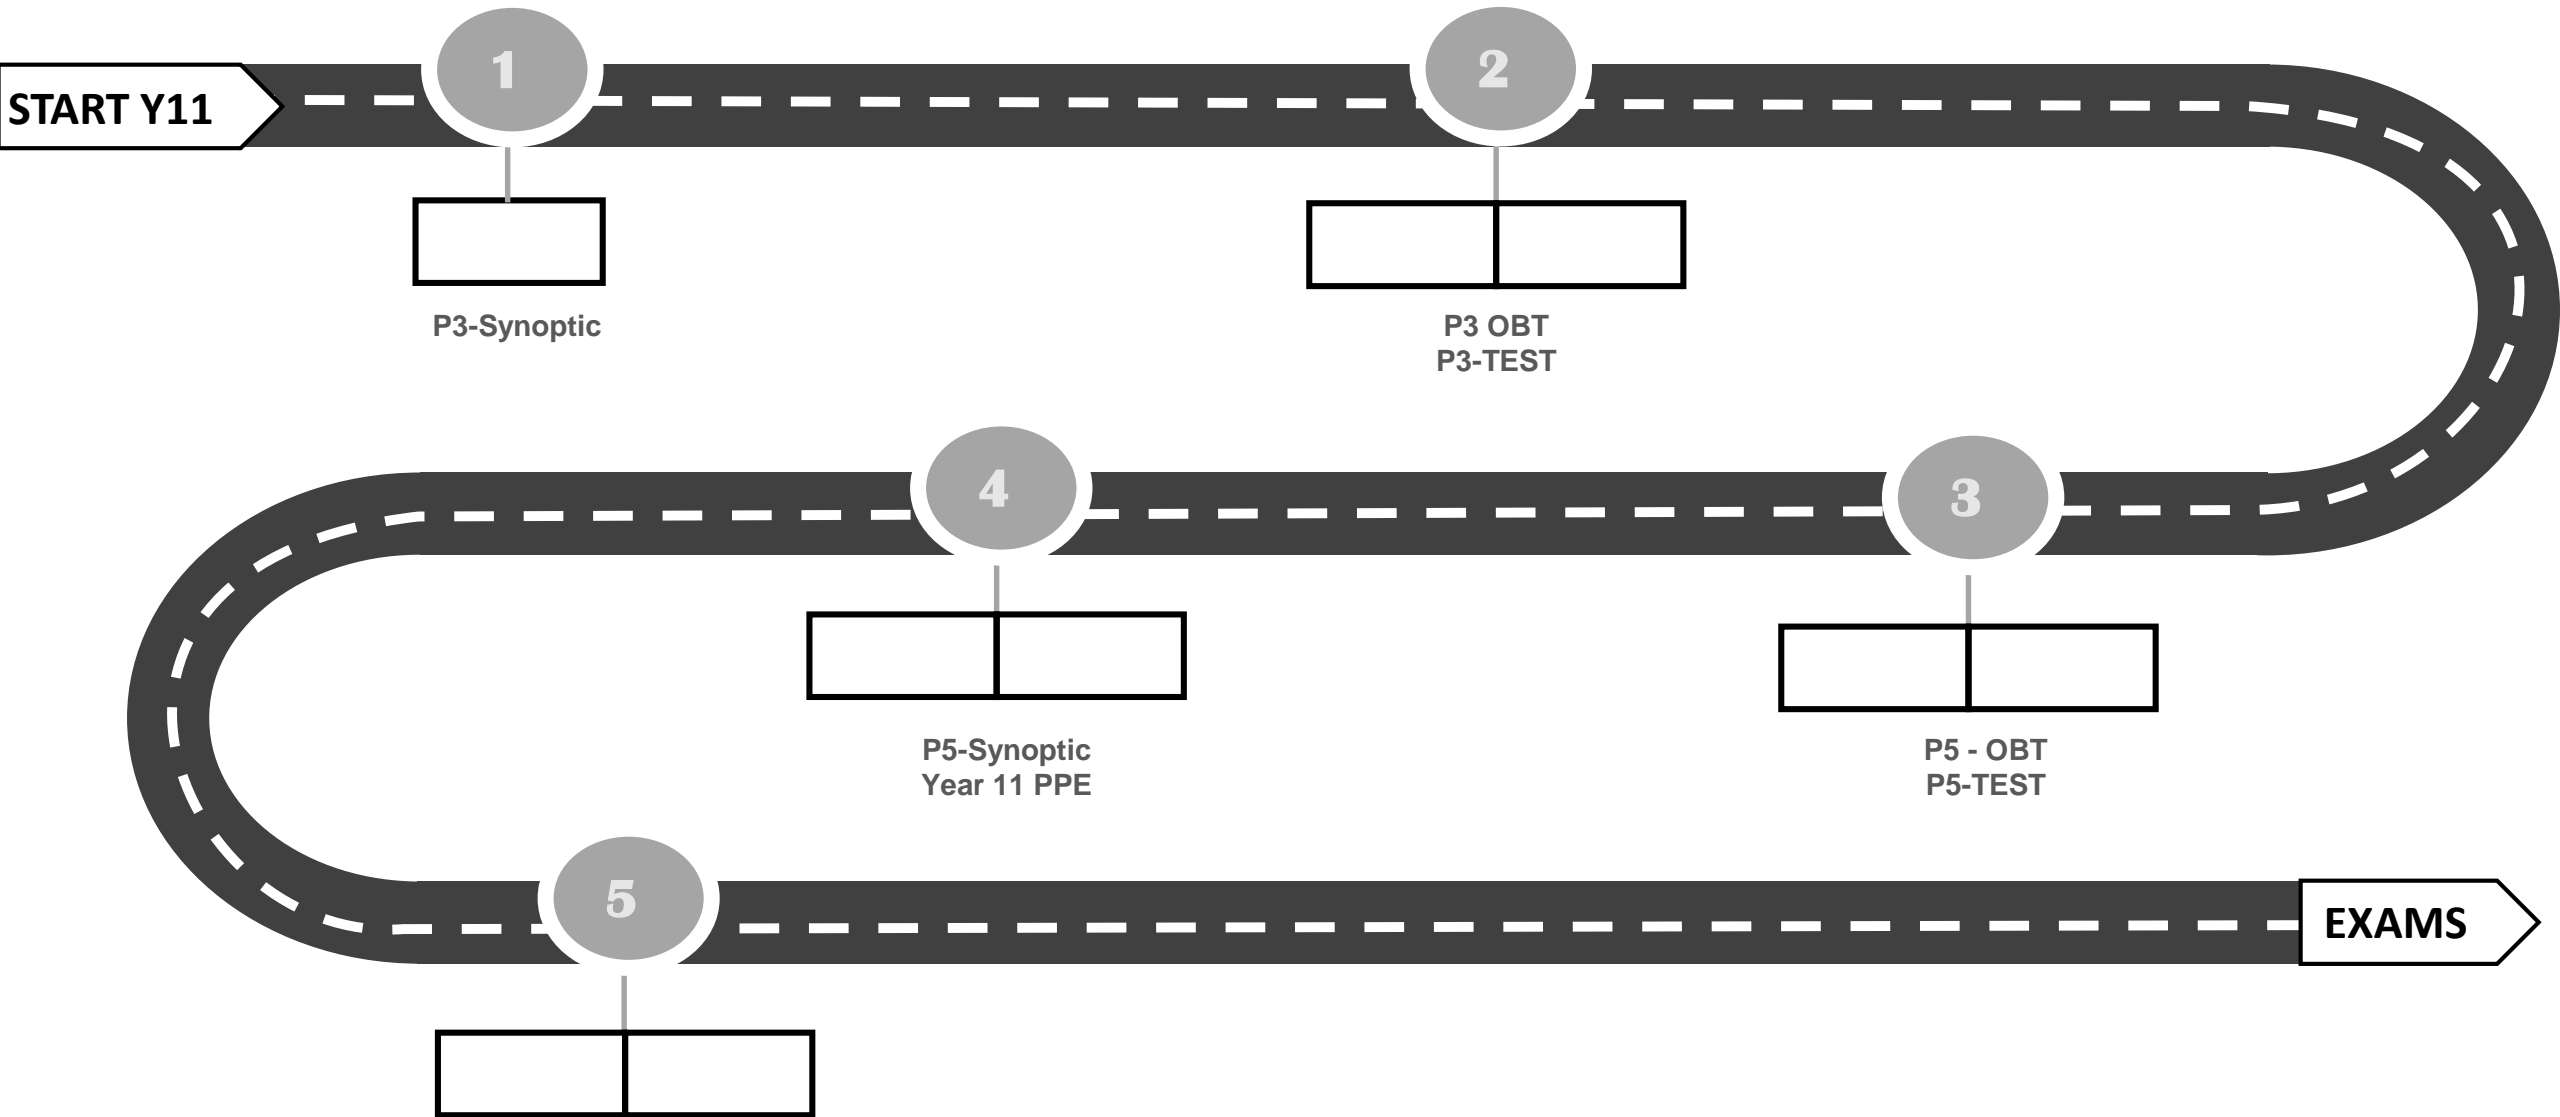 START Y11
1
2
P3-Synoptic
P3 OBT
P3-TEST
3
4
P5 - OBT
P5-TEST
P5-Synoptic
Year 11 PPE
5
EXAMS